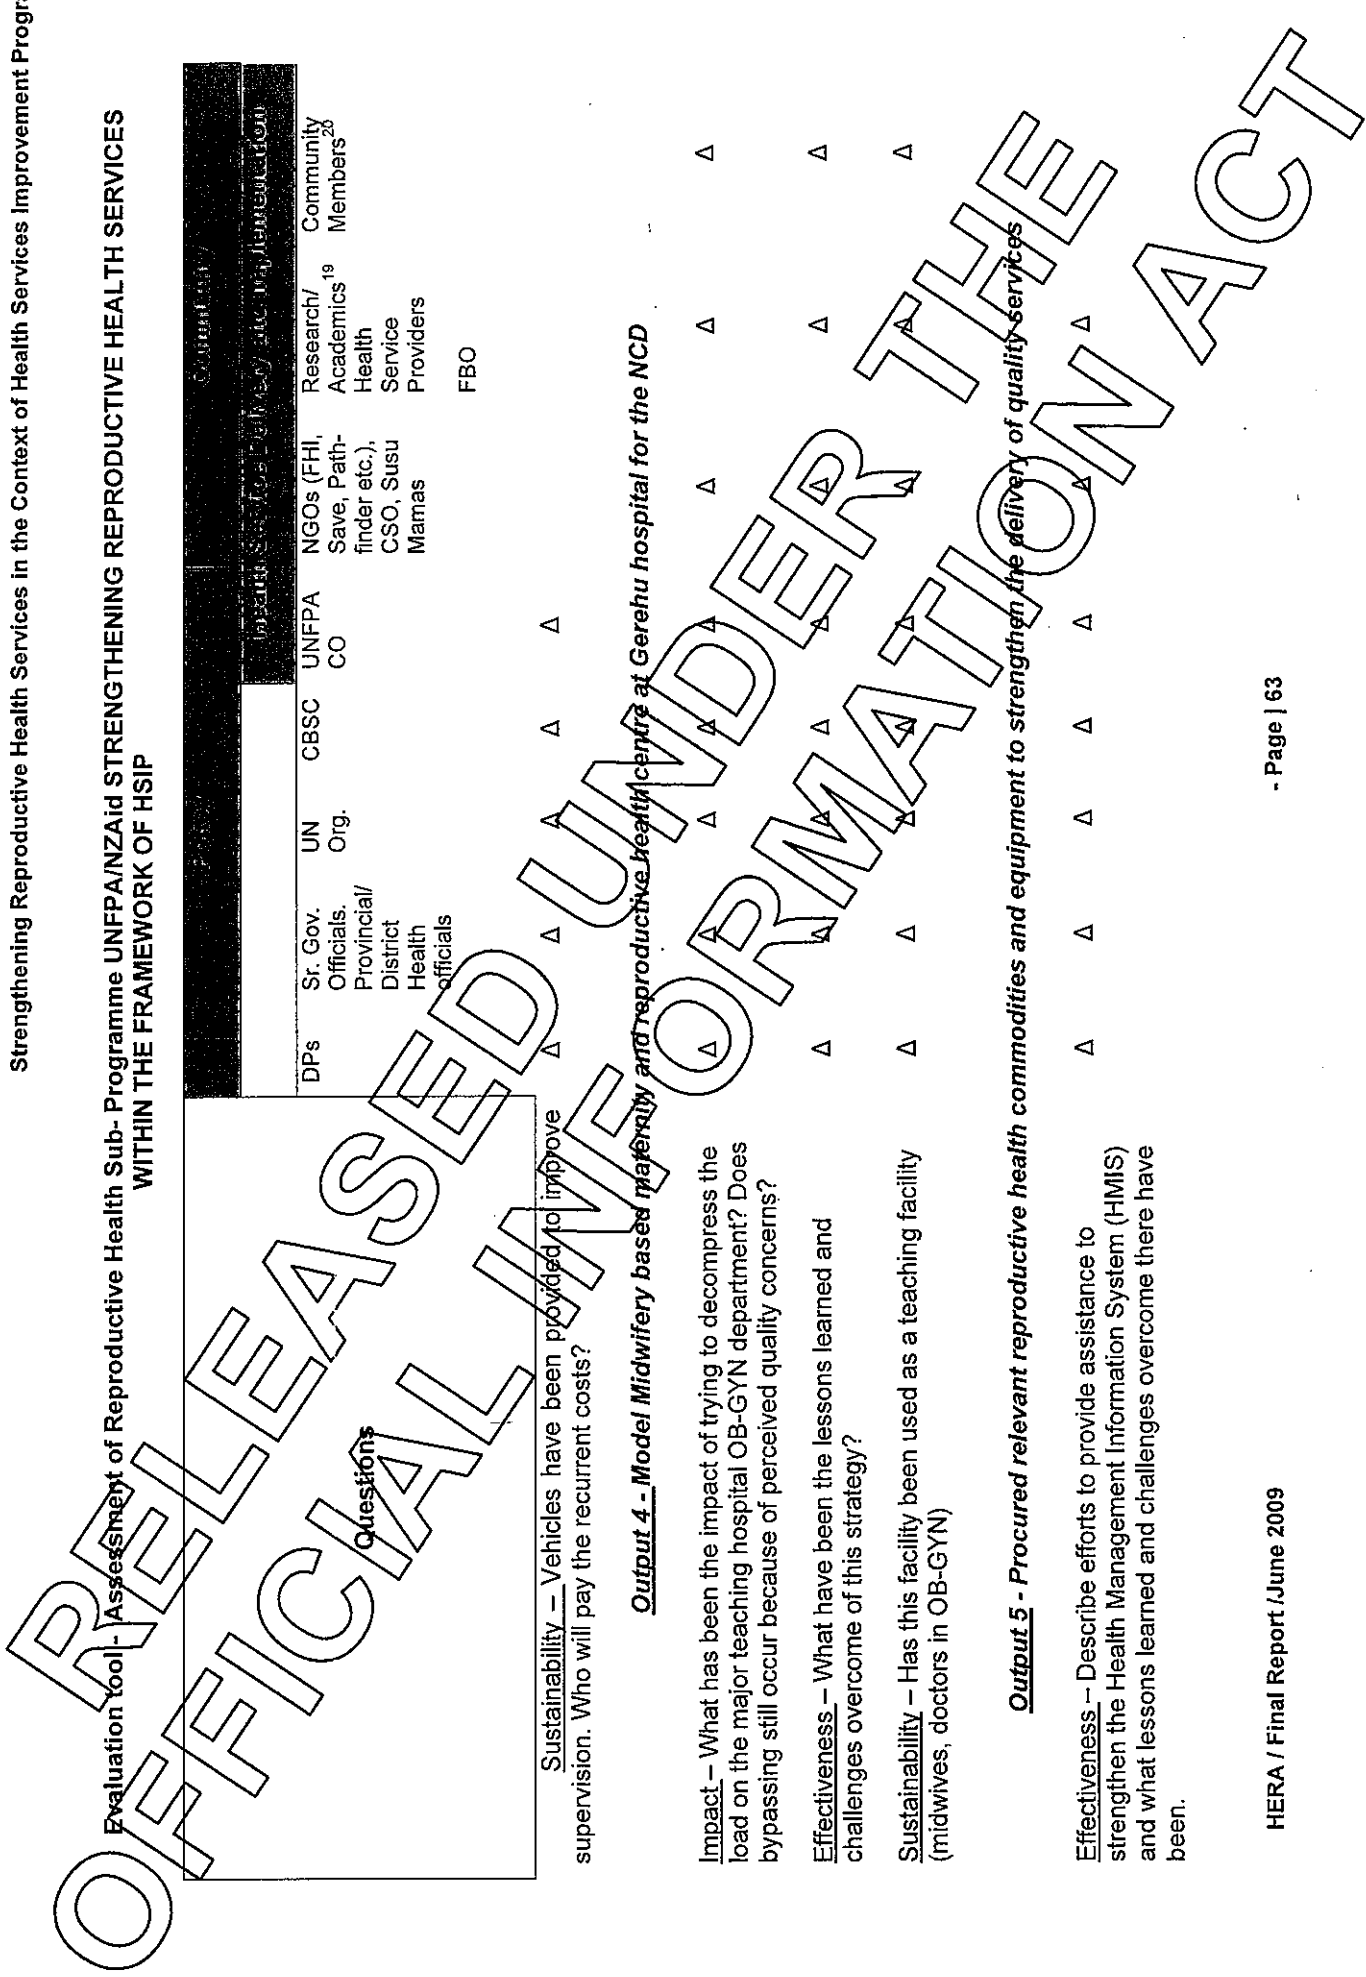 Strengthening Reproductive Health Services in the Context of Health Services Improvement
Evaluation tool - Assessment of Reproductive Health Sub- Programme UNFPA/NZAid STRENGTHENING REPRODUCTIVE HEALTH SERVICES
WITHIN THE FRAMEWORK OF HSIP
Health Service Delivery and Implementation
Questions
DPs
Sr. Gov.
Officials.
Provincial/
District
Health
officials
UN
Org.
CBSC
UNFPA
CO
NGOs (FHI,
Save, Path-
finder etc.),
CSO, Susu
Mamas
Research/
Academics19
Health
Service
Providers
FBO
Community
Members20
Sustainability – Vehicles have been provided to improve
supervision. Who will pay the recurrent costs?
Δ Δ Δ Δ Δ
Output 4 - Model Midwifery based maternity and reproductive health centre at Gerehu hospital for the NCD
Impact – What has been the impact of trying to decompress the
load on the major teaching hospital OB-GYN department? Does
bypassing still occur because of perceived quality concerns?
Δ Δ Δ Δ Δ Δ Δ Δ
Effectiveness – What have been the lessons learned and
challenges overcome of this strategy?
Δ Δ Δ Δ Δ Δ Δ Δ
Sustainability – Has this facility been used as a teaching facility
(midwives, doctors in OB-GYN)
Δ Δ Δ Δ Δ Δ Δ Δ
Output 5 - Procured relevant reproductive health commodities and equipment to strengthen the delivery of quality services
Effectiveness – Describe efforts to provide assistance to
strengthen the Health Management Information System (HMIS)
and what lessons learned and challenges overcome there have
been.
Δ Δ Δ Δ Δ Δ Δ
HERA / Final Report /June 2009
- Page | 63
RELEASED UNDER THE
OFFICIAL INFORMATION ACT